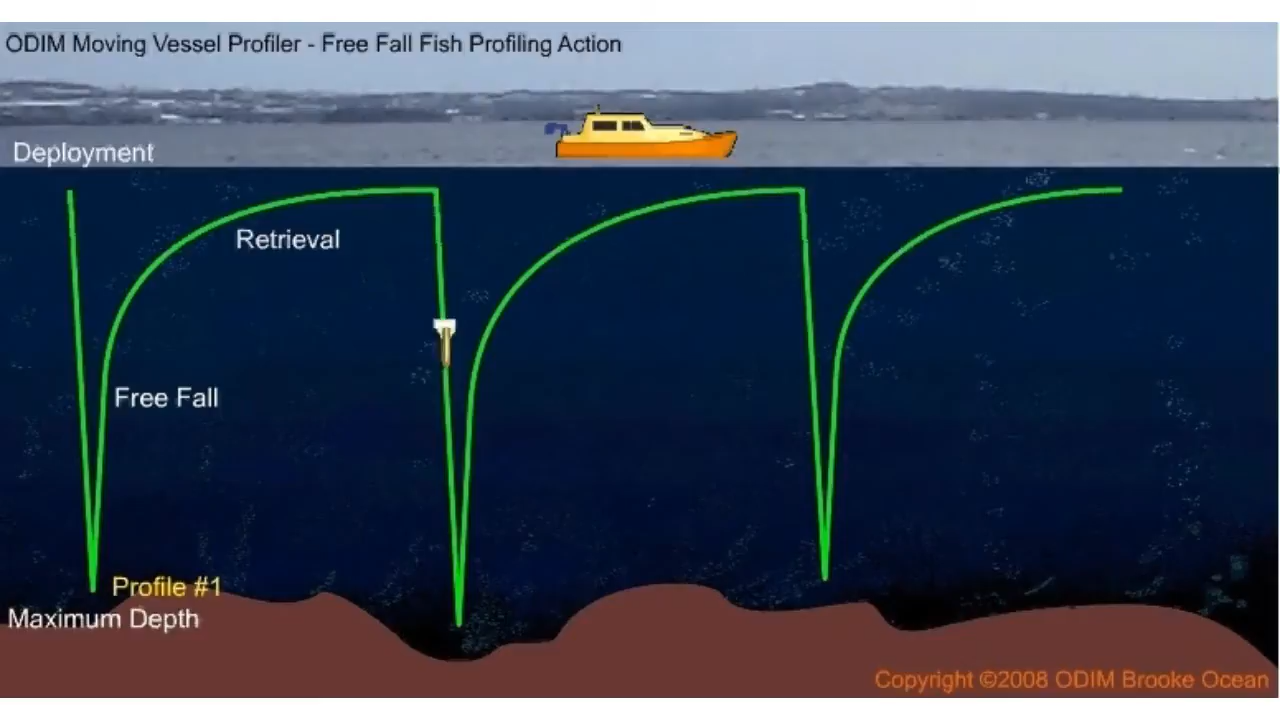 ODIM Moving Vessel Profiler - Free Fall Fish Profiling Action
Deployment
Retrieval
Free Fall
Profile #1
Maximum Depth
Copyright ©2008 ODIM Brooke Ocean